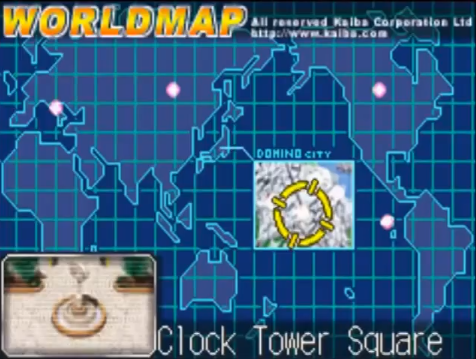 WORLDMAP
All reserved Kaiba Corporation Ltd
http://www.kaiba.com
DOMINO CITY
Clock Tower Square